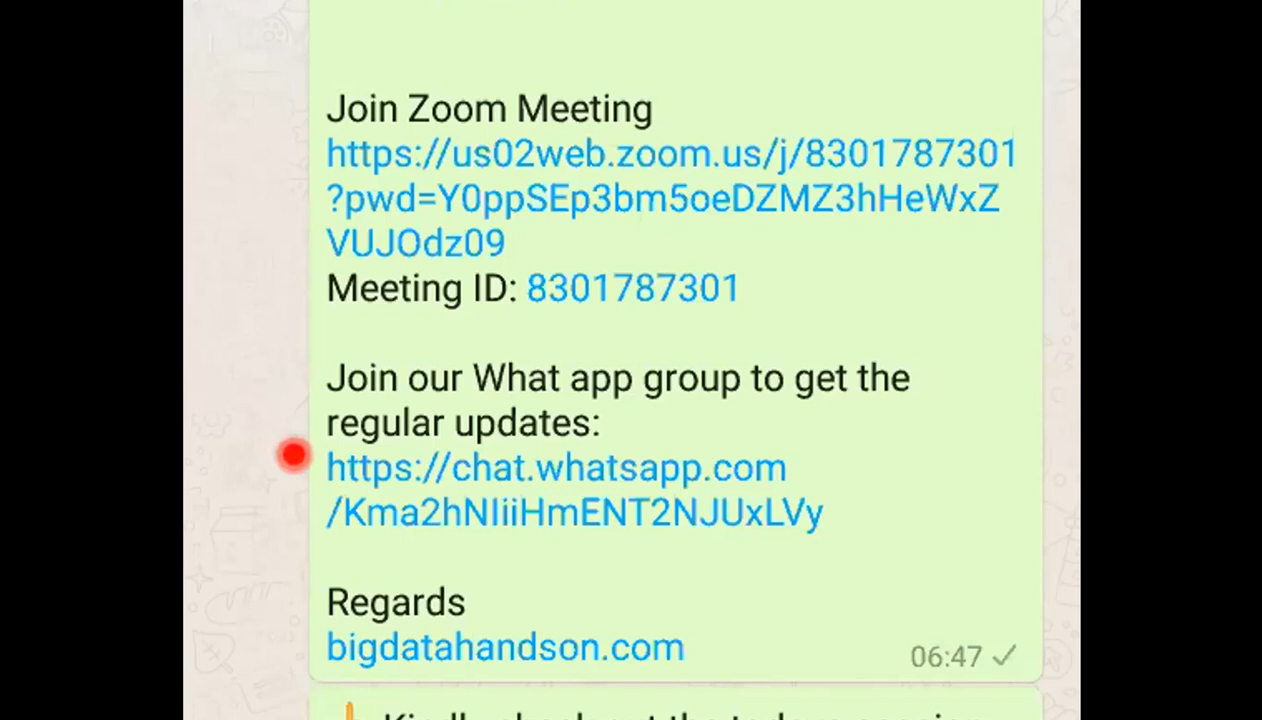 Join Zoom Meeting
https://us02web.zoom.us/j/8301787301
?pwd=Y0ppSEp3bm5oeDZMZ3hHeWxZ
VUJOdz09
Meeting ID: 8301787301
Join our What app group to get the
regular updates:
https://chat.whatsapp.com
/Kma2hNIiiHmENT2NJUxLVy
Regards
bigdatahandson.com
06:47